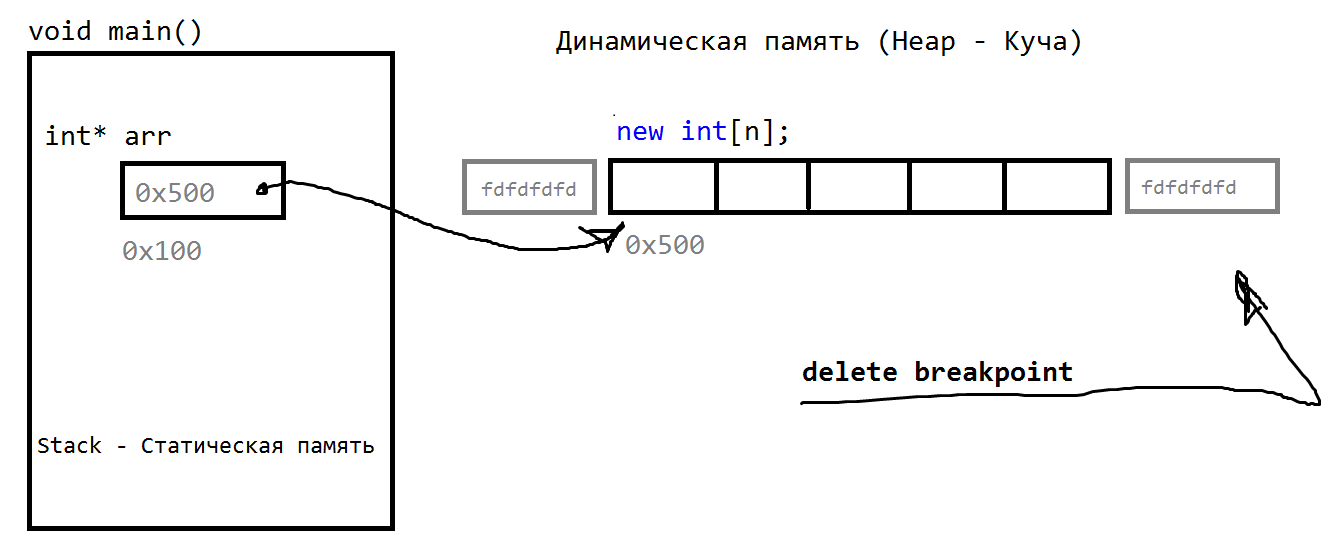 void main()
Динамическая память (Heap - Куча)
int* arr
new int[n];
0x500
fdfdfdfd
fdfdfdfd
0x100
0x500
delete breakpoint
Stack - Статическая память